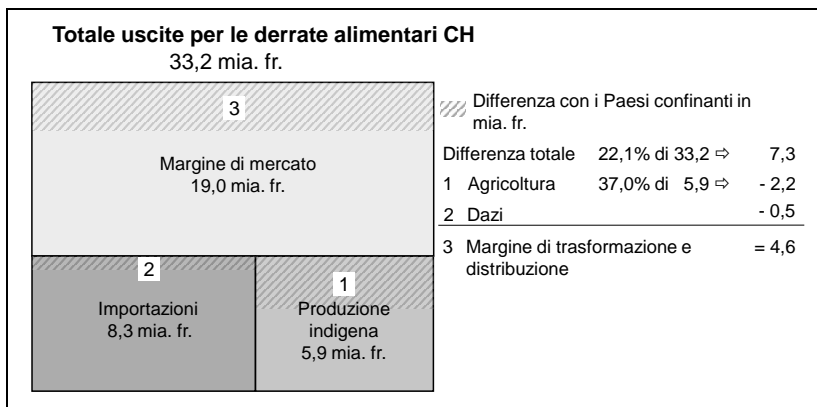 Totale uscite per le derrate alimentari CH
33,2 mia. fr.
3
Margine di mercato
19,0 mia. fr.
2
Importazioni
8,3 mia. fr.
1
Produzione
indigena
5,9 mia. fr.
Differenza con i Paesi confinanti in
mia. fr.
Differenza totale 22,1% di 33,2 ⇨ 7,3
1 Agricoltura 37,0% di 5,9 ⇨ - 2,2
2 Dazi - 0,5
3 Margine di trasformazione e = 4,6
distribuzione